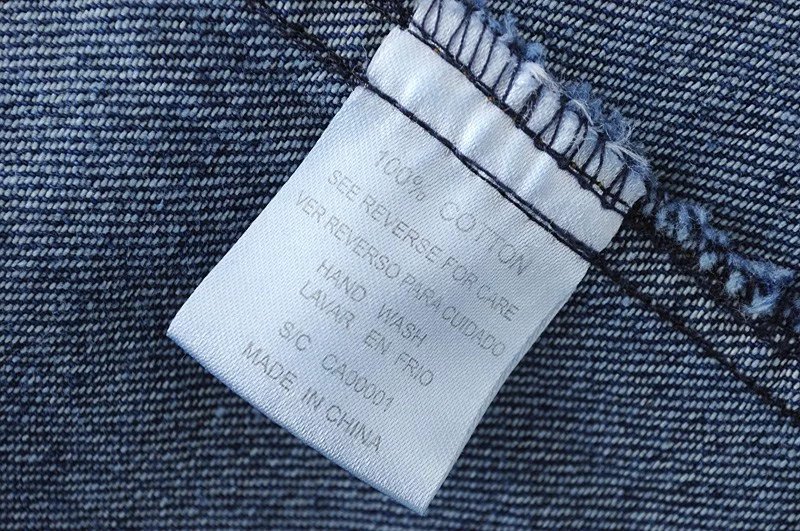 100% COTTON
SEE REVERSE FOR CARE
VER REVERSO PARA CUIDADO
HAND WASH
LAVAR EN FRIO
S/C CA00001
MADE IN CHINA